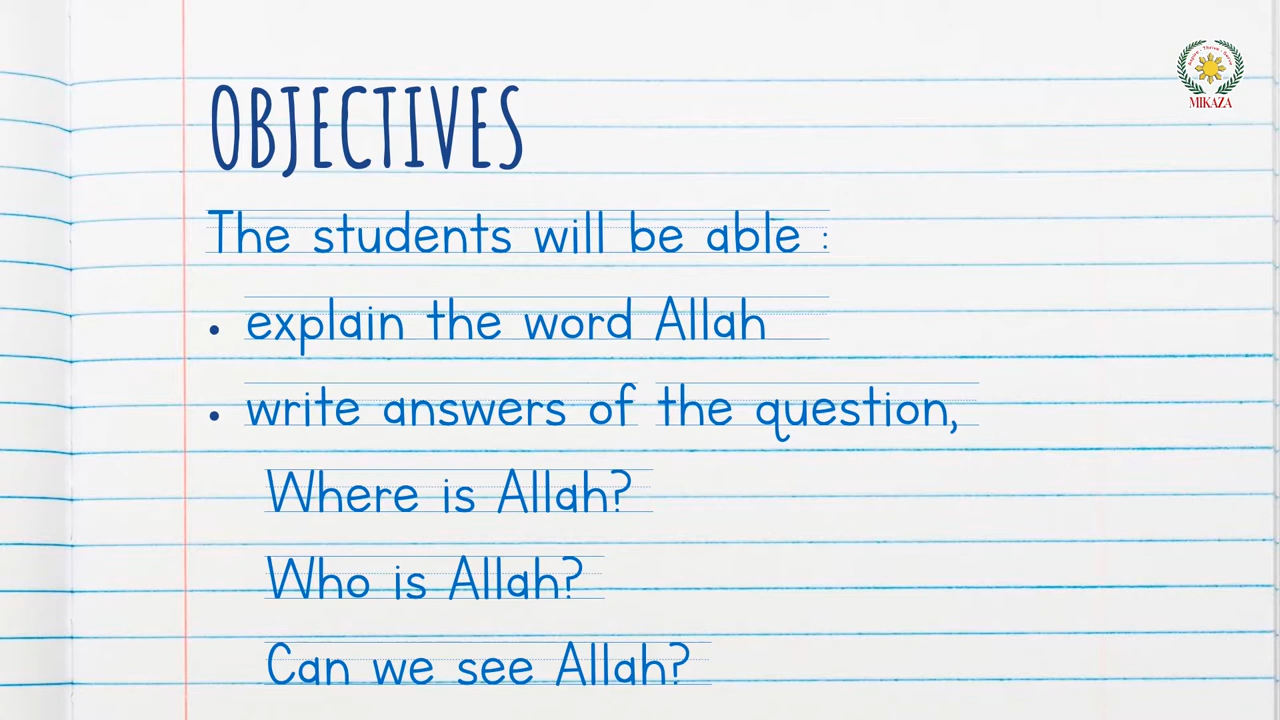 MIKAZA
OBJECTIVES
The students will be able :
• explain the word Allah
• write answers of the question,
Where is Allah?
Who is Allah?
Can we see Allah?